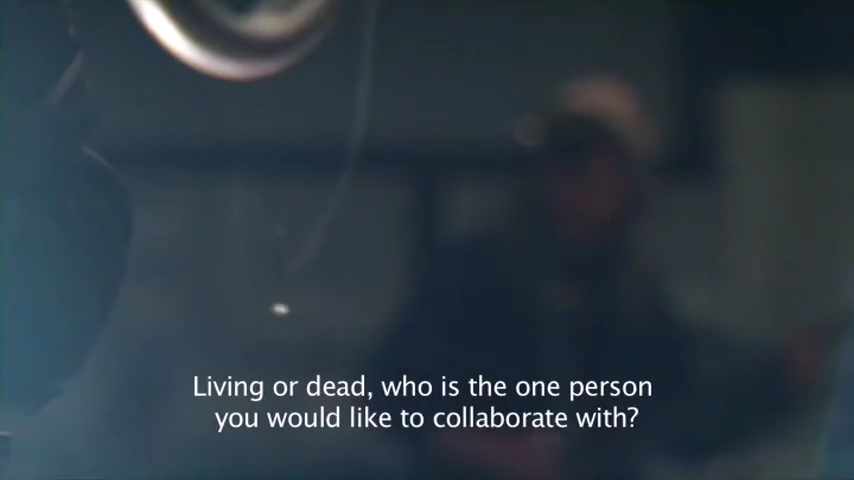 Living or dead, who is the one person
you would like to collaborate with?